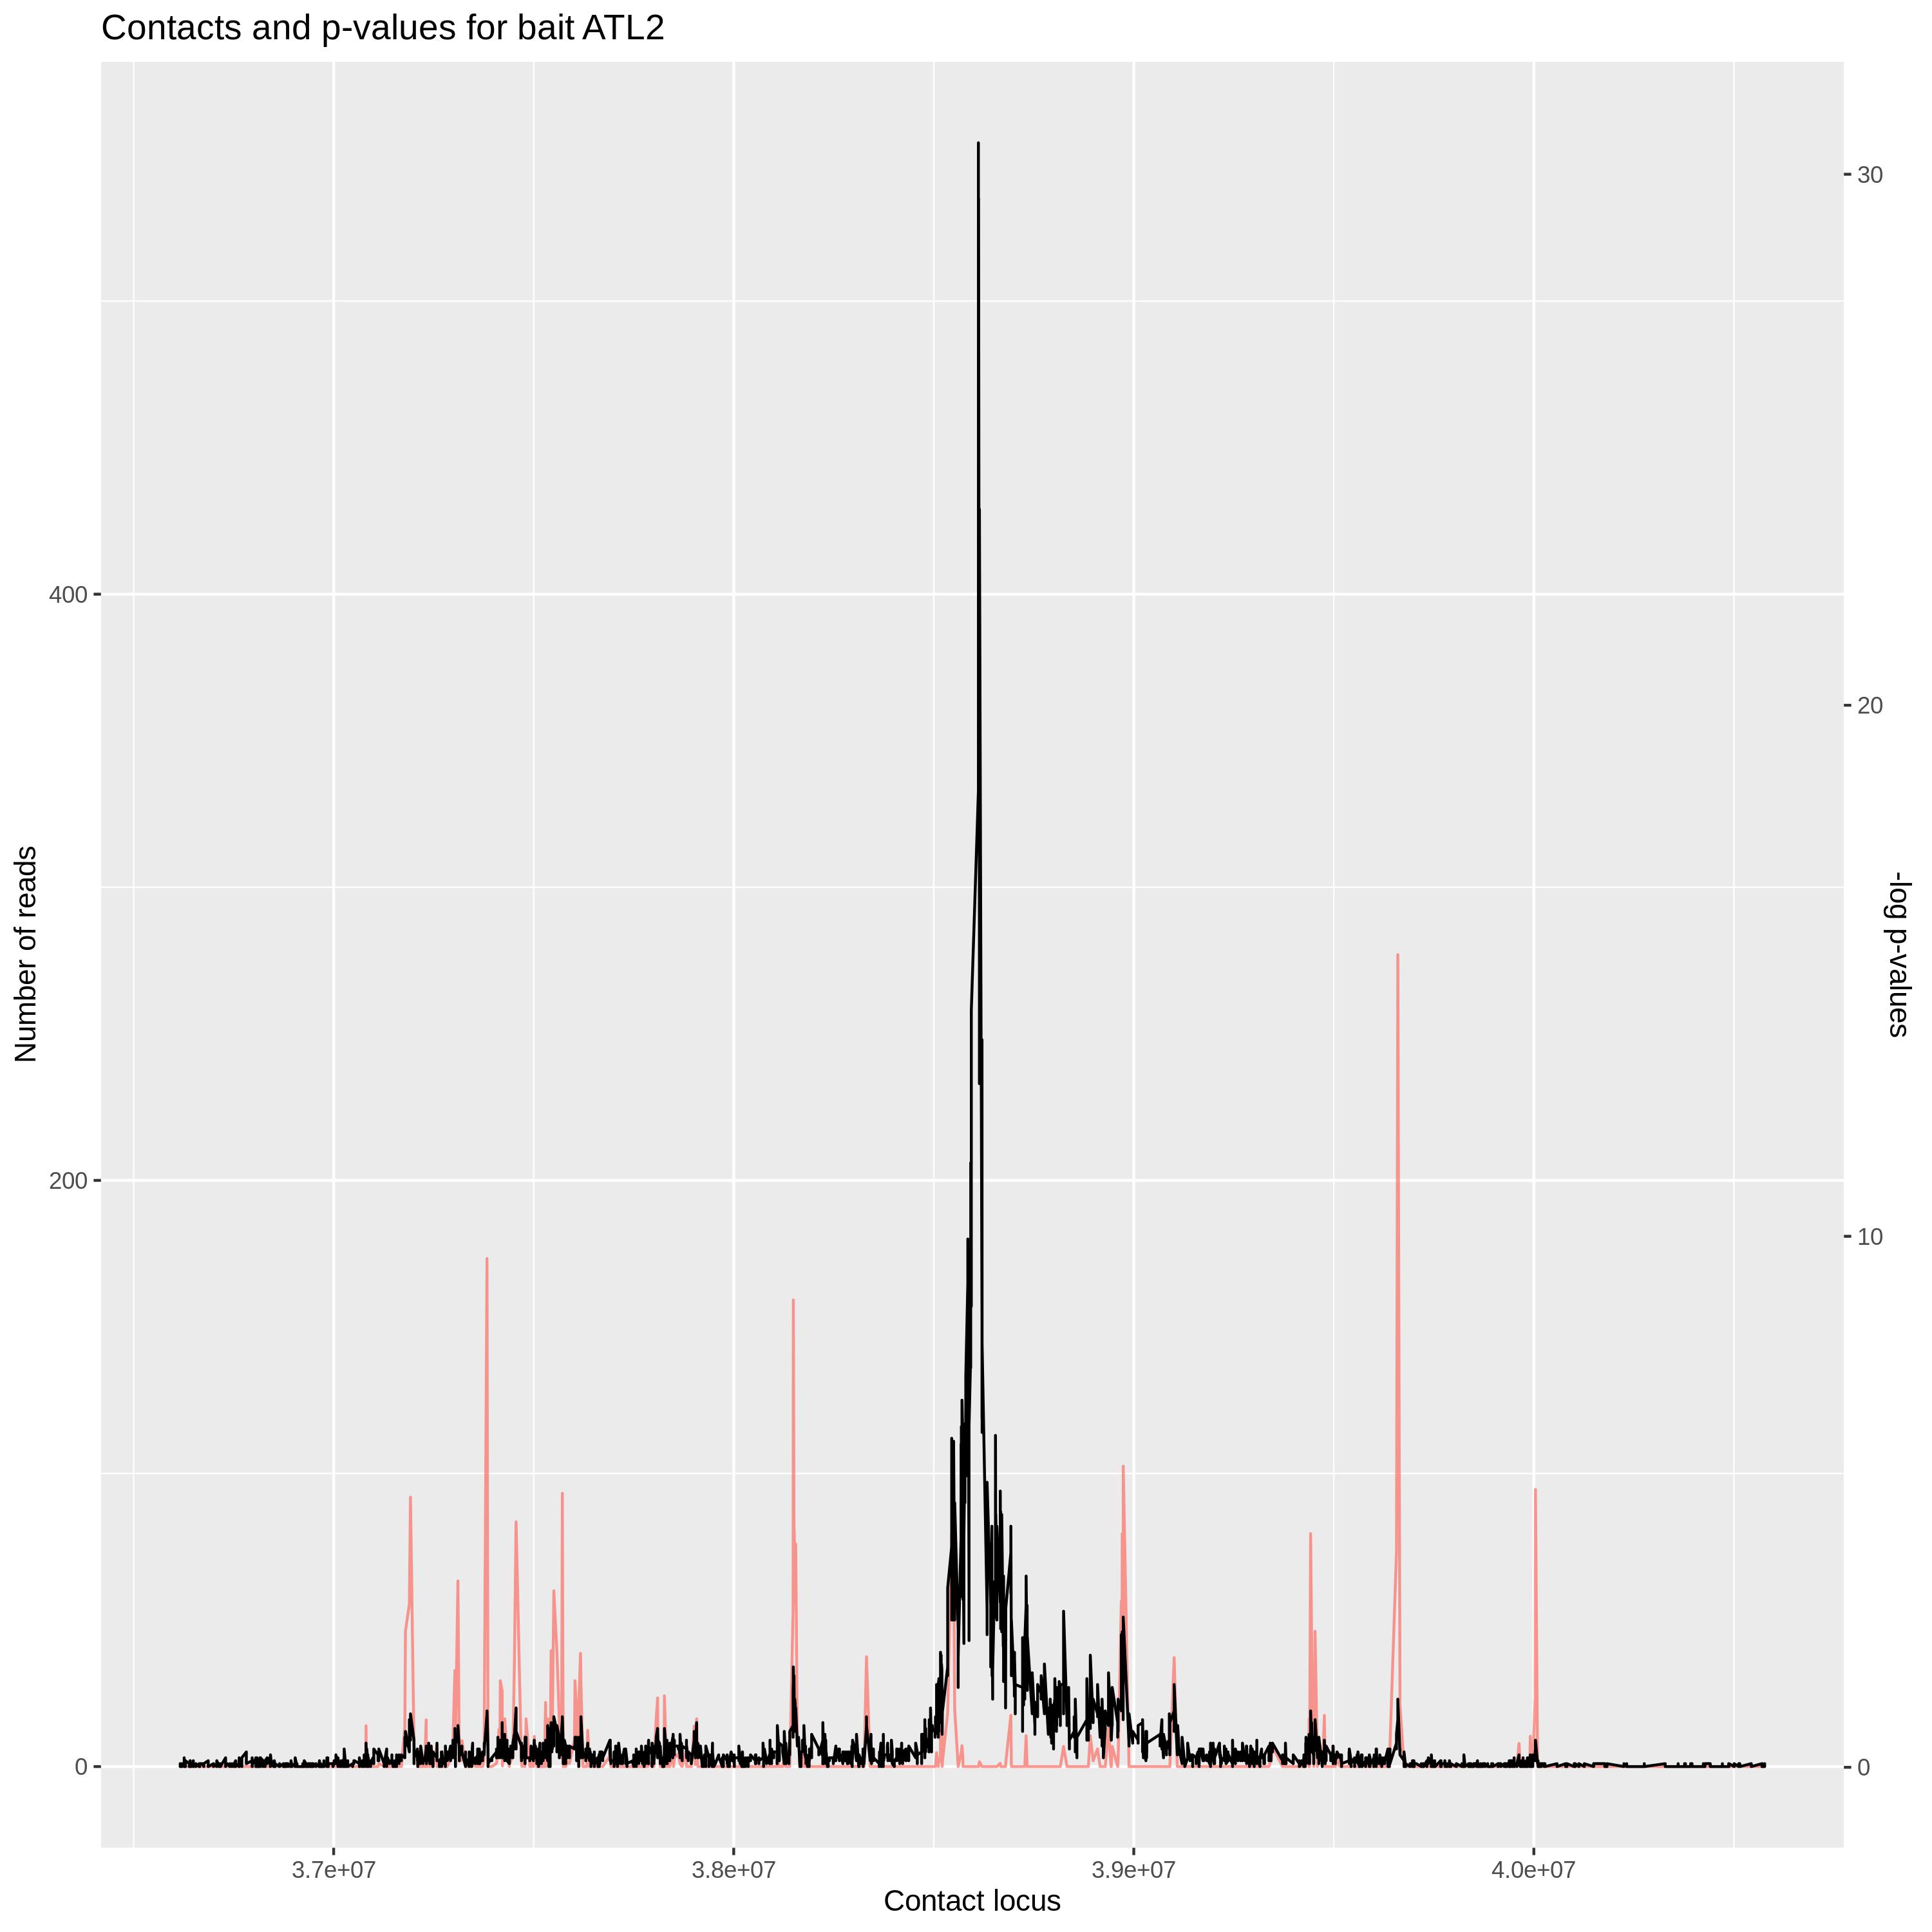 Contacts and p-values for bait ATL2
30
400
20
Number of reads
-log p-values
200
10
0
0
3.7e+07
3.8e+07
3.9e+07
4.0e+07
Contact locus